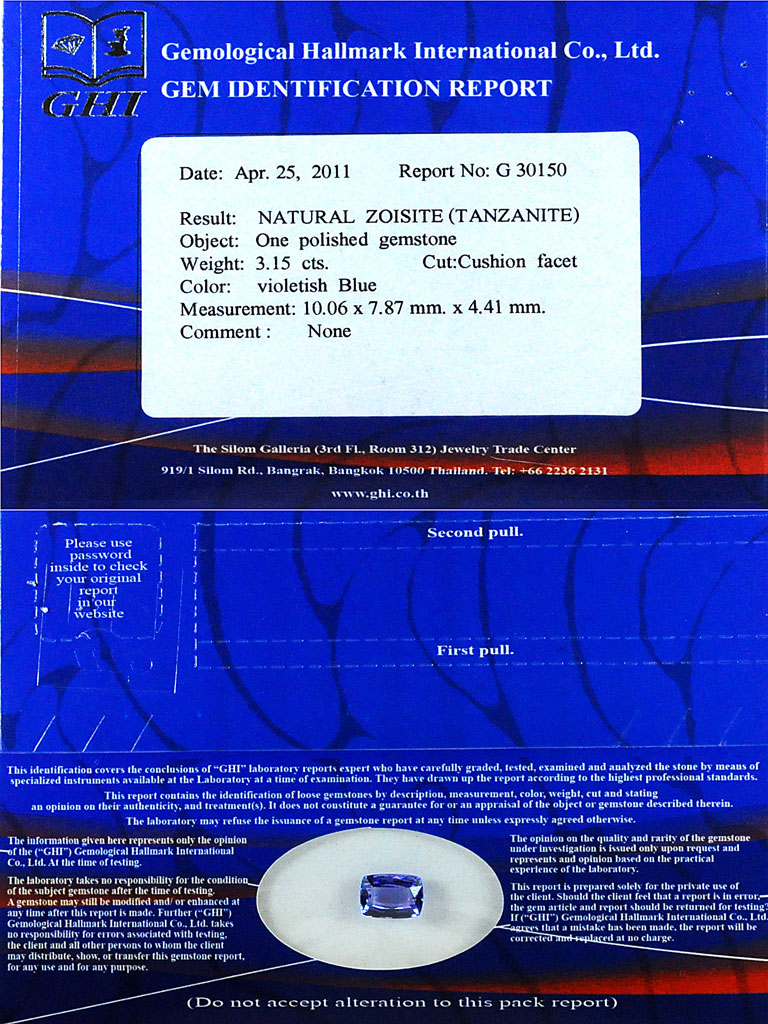 GHI
Gemological Hallmark International Co., Ltd.
GEM IDENTIFICATION REPORT
Date: Apr. 25, 2011 Report No: G 30150
Result: NATURAL ZOISITE (TANZANITE)
Object: One polished gemstone
Weight: 3.15 cts. Cut:Cushion facet
Color: violetish Blue
Measurement: 10.06 x 7.87 mm. x 4.41 mm.
Comment : None
The Silom Galleria (3rd Fl., Room 312) Jewelry Trade Center
919/1 Silom Rd., Bangrak, Bangkok 10500 Thailand. Tel: +66 2236 2131
www.ghi.co.th
Please use
password
inside to check
your original
report
in our
website
Second pull.
First pull.
This identification covers the conclusions of “GHI” laboratory reports expert who have carefully graded, tested, examined and analyzed the stone by means of
specialized instruments available at the Laboratory at a time of examination. They have drawn up the report according to the highest professional standards.
This report contains the identification of loose gemstones by description, measurement, color, weight, cut and stating
an opinion on their authenticity, and treatment(s). It does not constitute a guarantee for or an appraisal of the object or gemstone described therein.
The laboratory may refuse the issuance of a gemstone report at any time unless expressly agreed otherwise.
The information given here represents only the opinion
of the (“GHI”) Gemological Hallmark International
Co., Ltd. At the time of testing.
The laboratory takes no responsibility for the condition
of the subject gemstone after the time of testing.
A gemstone may still be modified and/ or enhanced at
any time after this report is made. Further (“GHI”)
Gemological Hallmark International Co., Ltd. takes
no responsibility for errors associated with testing,
the client and all other persons to whom the client
may distribute, show, or transfer this gemstone report,
for any use and for any purpose.
The opinion on the quality and rarity of the gemstone
under investigation is issued only upon request and
represents and opinion based on the practical
experience of the laboratory.
This report is prepared solely for the private use of
the client. Should the client feel that a report is in error,
the gem article and report should be returned for testing?
If (“GHI”) Gemological Hallmark International Co., Ltd.
agrees that a mistake has been made, the report will be
corrected and replaced at no charge.
(Do not accept alteration to this pack report)